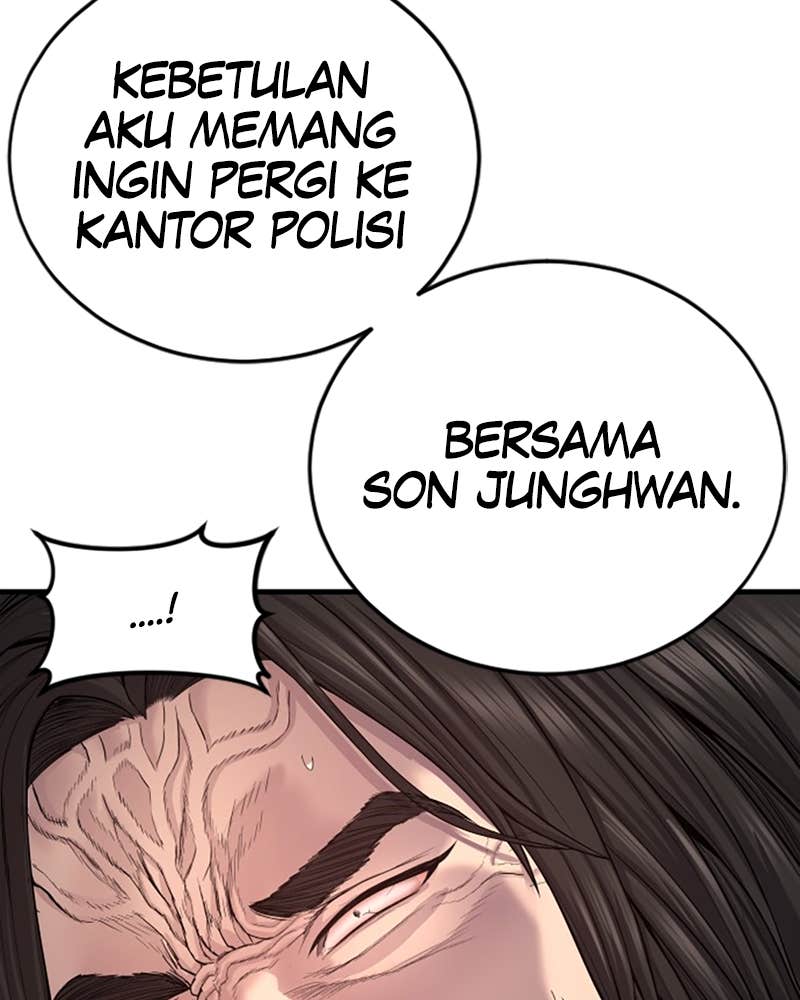 KEBETULAN
AKU MEMANG
INGIN PERGI KE
KANTOR POLISI
BERSAMA
SON JUNGHWAN.
.....!